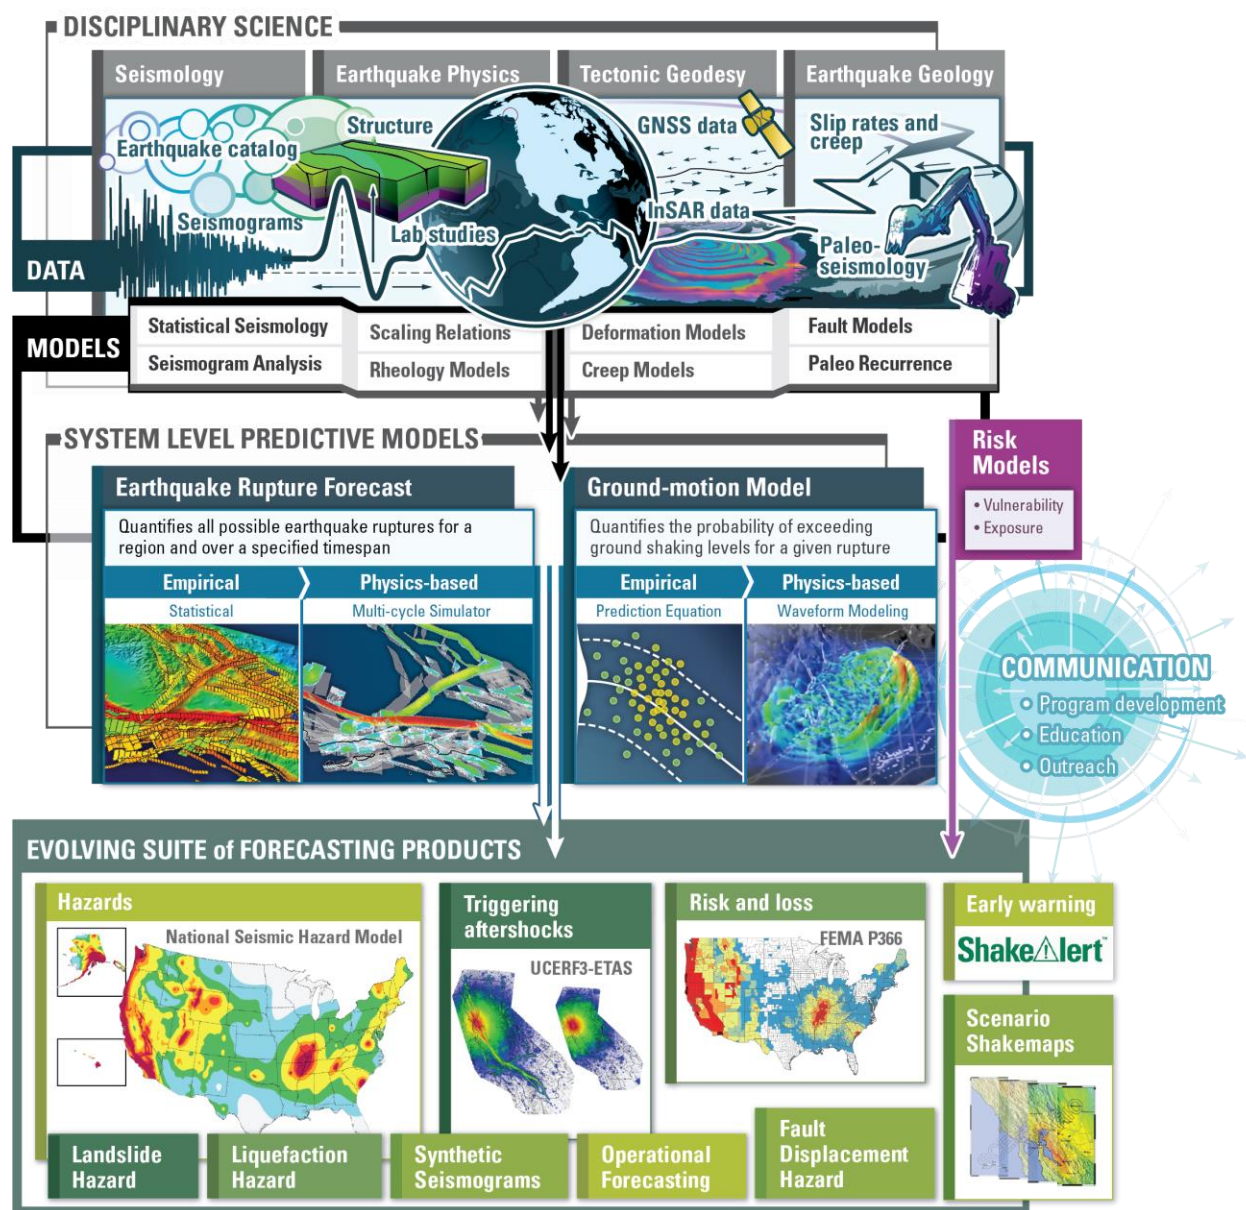 DISCIPLINARY SCIENCE
Seismology
Earthquake Physics
Tectonic Geodesy
Earthquake Geology
Earthquake catalog
Structure
Seismograms
Lab studies
GNSS data
InSAR data
Slip rates and
creep
Paleo-
seismology
DATA
MODELS
Statistical Seismology
Seismogram Analysis
Scaling Relations
Rheology Models
Deformation Models
Creep Models
Fault Models
Paleo Recurrence
SYSTEM LEVEL PREDICTIVE MODELS
Earthquake Rupture Forecast
Quantifies all possible earthquake ruptures for a
region and over a specified timespan
Empirical
Physics-based
Statistical
Multi-cycle Simulator
Ground-motion Model
Quantifies the probability of exceeding
ground shaking levels for a given rupture
Empirical
Physics-based
Prediction Equation
Waveform Modeling
Risk
Models
• Vulnerability
• Exposure
COMMUNICATION
• Program development
• Education
• Outreach
EVOLVING SUITE of FORECASTING PRODUCTS
Hazards
National Seismic Hazard Model
Triggering
aftershocks
UCERF3-ETAS
Risk and loss
FEMA P366
Early warning
ShakeAlert™
Scenario
Shakemaps
Landslide
Hazard
Liquefaction
Hazard
Synthetic
Seismograms
Operational
Forecasting
Fault
Displacement
Hazard